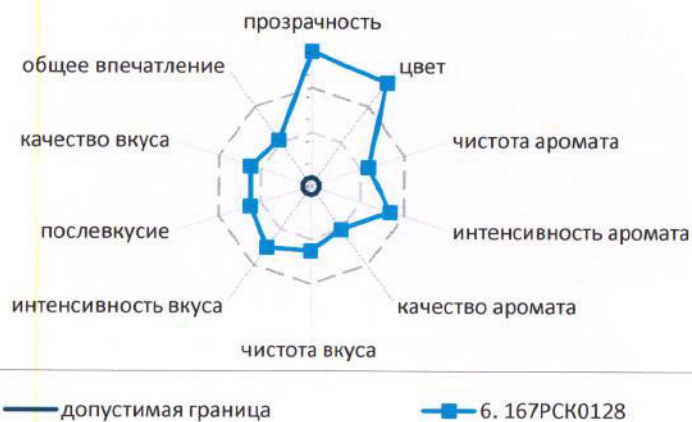 прозрачность
общее впечатление
цвет
качество вкуса
чистота аромата
послевкусие
интенсивность аромата
интенсивность вкуса
качество аромата
чистота вкуса
допустимая граница
6. 167РСК0128